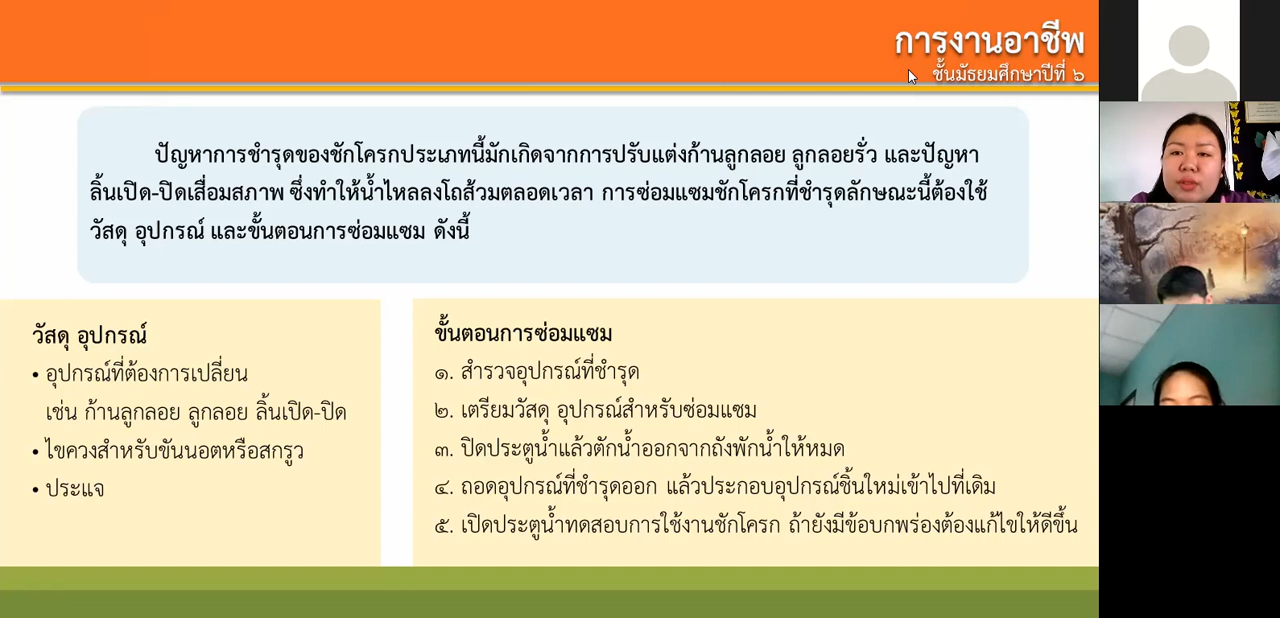 การงานอาชีพ
ชั้นมัธยมศึกษาปีที่ ๖
ปัญหาการชำรุดของชักโครกประเภทนี้มักเกิดจากการปรับแต่งก้านลูกลอย ลูกลอยรั่ว และปัญหา
ลิ้นเปิด-ปิดเสื่อมสภาพ ซึ่งทำให้น้ำไหลลงโถส้วมตลอดเวลา การซ่อมแซมชักโครกที่ชำรุดลักษณะนี้ต้องใช้
วัสดุ อุปกรณ์ และขั้นตอนการซ่อมแซม ดังนี้
วัสดุ อุปกรณ์
• อุปกรณ์ที่ต้องการเปลี่ยน
เช่น ก้านลูกลอย ลูกลอย ลิ้นเปิด-ปิด
• ไขควงสำหรับขันนอตหรือสกรูว
• ประแจ
ขั้นตอนการซ่อมแซม
๑. สำรวจอุปกรณ์ที่ชำรุด
๒. เตรียมวัสดุ อุปกรณ์สำหรับซ่อมแซม
๓. ปิดประตูน้ำแล้วตักน้ำออกจากถังพักน้ำให้หมด
๔. ถอดอุปกรณ์ที่ชำรุดออก แล้วประกอบอุปกรณ์ชิ้นใหม่เข้าไปที่เดิม
๕. เปิดประตูน้ำทดสอบการใช้งานชักโครก ถ้ายังมีข้อบกพร่องต้องแก้ไขให้ดีขึ้น